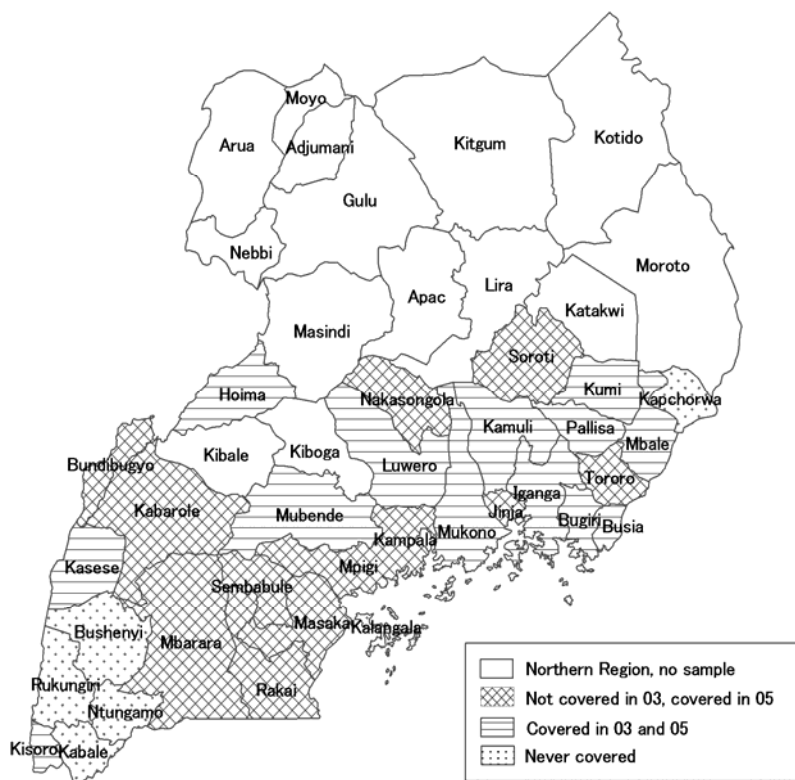 Moyo
Kotido
Arua
Adjumani
Kitgum
Gulu
Nebbi
Moroto
Lira
Apac
Katakwi
Masindi
Soroti
Hoima
Nakasongola
Kumi
Kapchorwa
Kamuli
Pallisa
Mbale
Kibale
Kiboga
Luwero
Bundibugyo
Tororo
Iganga
Kabarole
Mubende
Jinja
Kampala
Mukono
Bugiri
Busia
Kasese
Mpigi
Sembabule
Bushenyi
Mbarara
Masaka
Kalangala
Rukungiri
Rakai
Ntungamo
Kisoro
Kabale
Northern Region, no sample
Not covered in 03, covered in 05
Covered in 03 and 05
Never covered